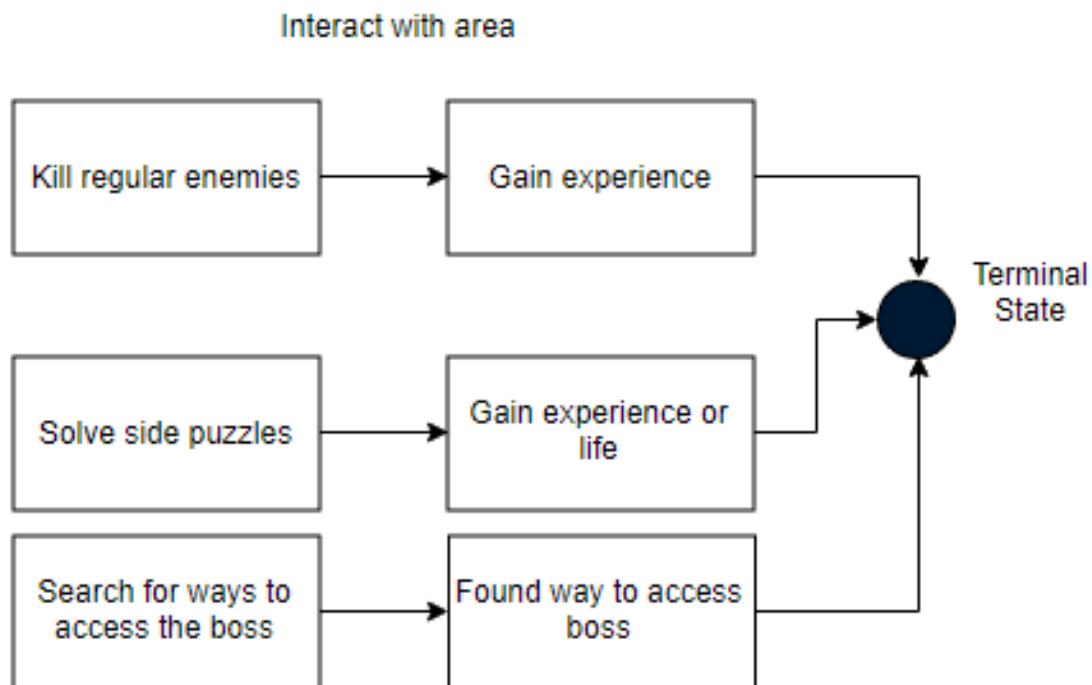 Interact with area
Kill regular enemies
Gain experience
Terminal
State
Solve side puzzles
Gain experience or
life
Search for ways to
access the boss
Found way to access
boss